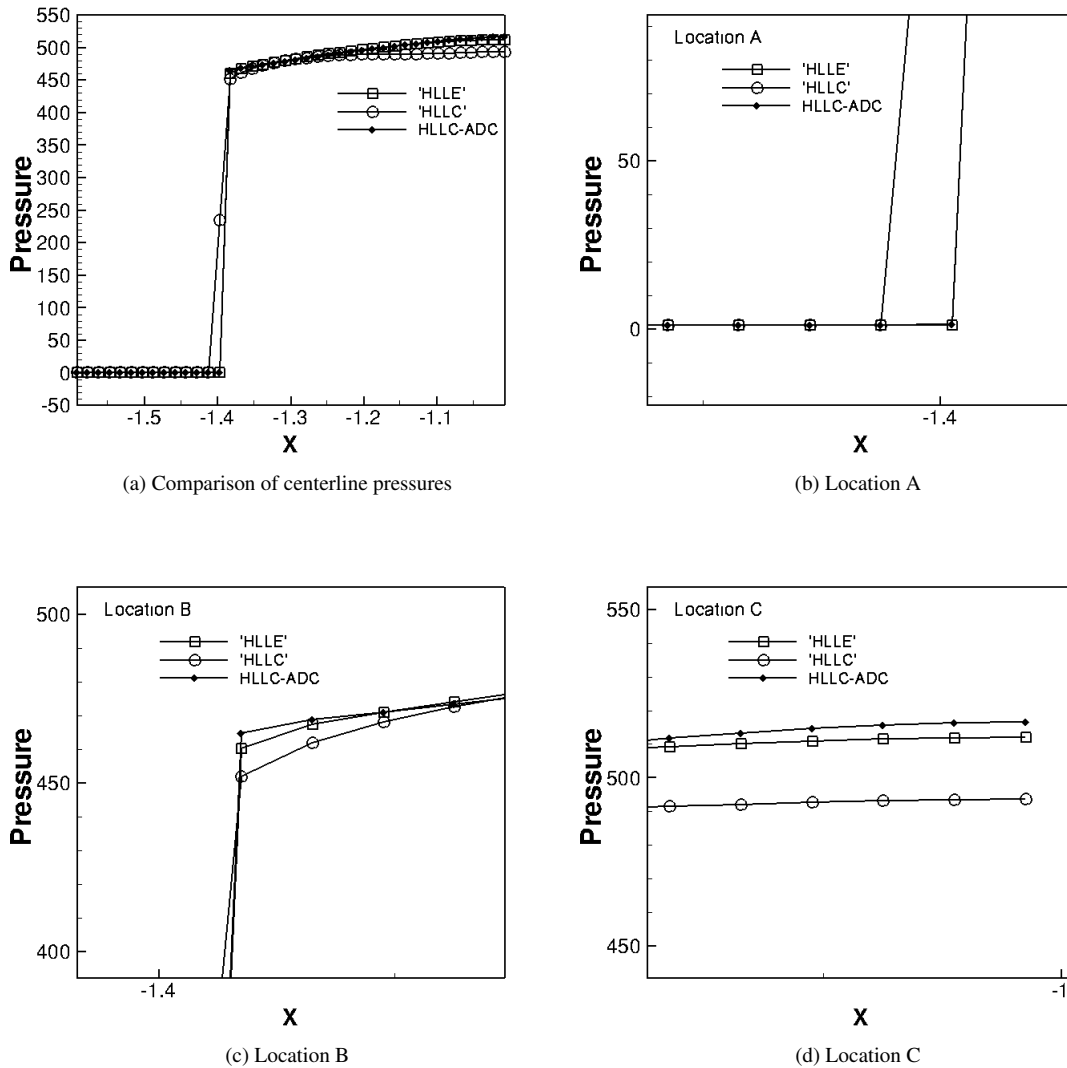 550
500
450
400
350
300
250
200
150
100
50
0
-50
Pressure
-1.5
-1.4
-1.3
-1.2
-1.1
X
'HLLE'
'HLLC'
HLLC-ADC
(a) Comparison of centerline pressures
Location A
'HLLE'
'HLLC'
HLLC-ADC
50
0
Pressure
-1.4
X
(b) Location A
Location B
'HLLE'
'HLLC'
HLLC-ADC
500
450
400
Pressure
-1.4
X
(c) Location B
Location C
'HLLE'
'HLLC'
HLLC-ADC
550
500
450
Pressure
-1
X
(d) Location C